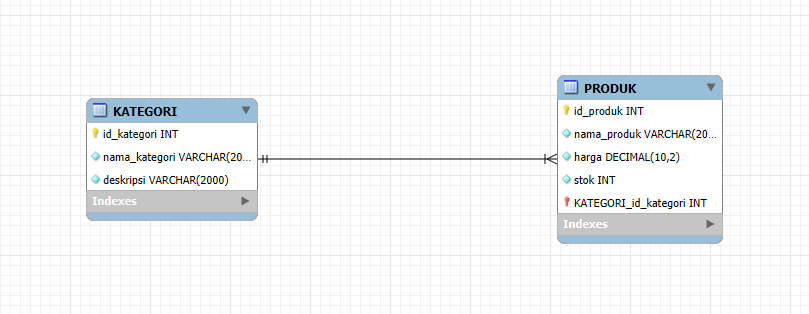 KATEGORI
id_kategori INT
nama_kategori VARCHAR(20...
deskripsi VARCHAR(2000)
Indexes
PRODUK
id_produk INT
nama_produk VARCHAR(20...
harga DECIMAL(10,2)
stok INT
KATEGORI_id_kategori INT
Indexes